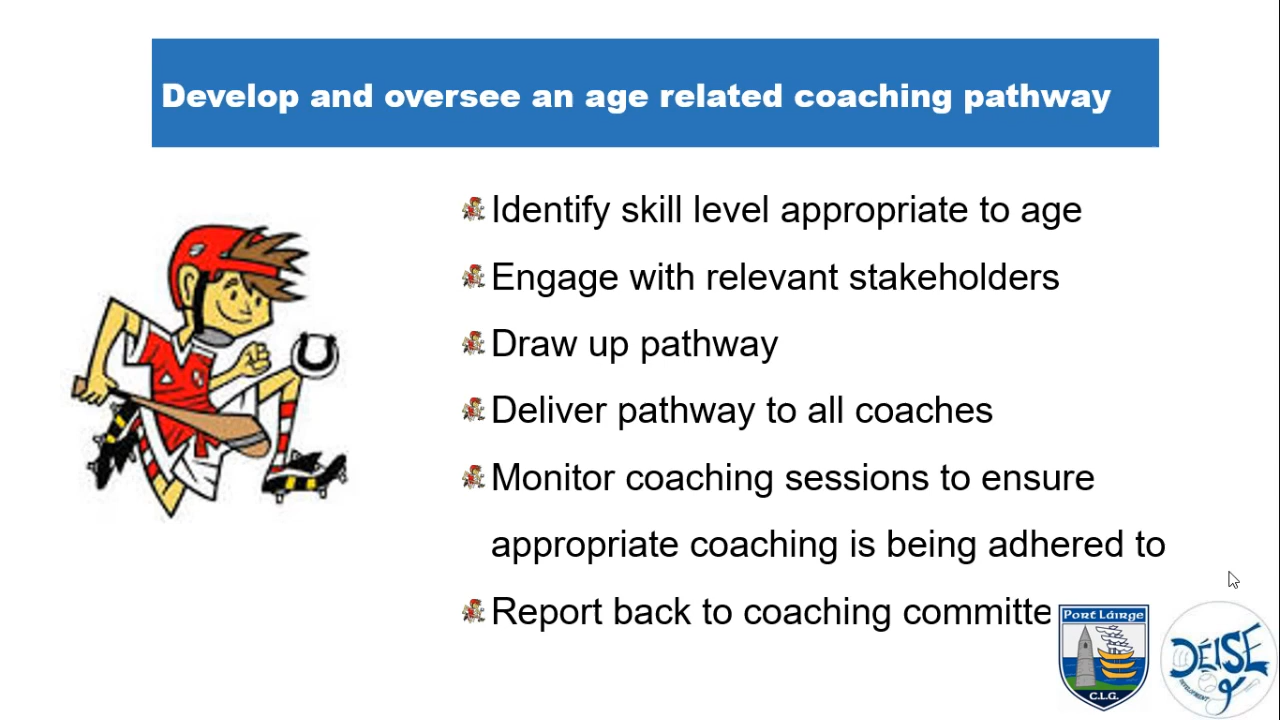 Develop and oversee an age related coaching pathway
Identify skill level appropriate to age
Engage with relevant stakeholders
Draw up pathway
Deliver pathway to all coaches
Monitor coaching sessions to ensure
appropriate coaching is being adhered to
Report back to coaching committe
Port Láirge
C.L.G.
DÉISE
DEVELOPMENT
Óg